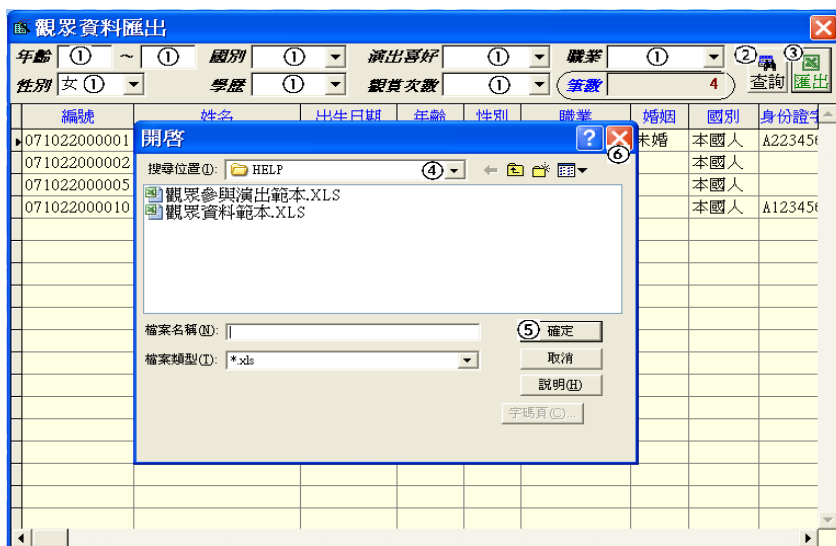 觀眾資料匯出
年齡 ① ~ ① 國別 ① 演出喜好 ① 職業 ① ② 查詢 ③ 匯出
性別 女 ① 學歷 ① 觀賞次數 ① 筆數 4
編號 姓名 出生日期 年齡 性別 職業 婚姻 國別 身份證字
071022000001 未婚 本國人 A223456
071022000002 本國人
071022000005 本國人
071022000010 本國人 A123456
開啓 ⑥
搜尋位置(I): HELP ④
觀眾參與演出範本.XLS
觀眾資料範本.XLS
檔案名稱(N): ⑤ 確定
檔案類型(T): *.xls 取消
說明(H)
字碼頁(C)...